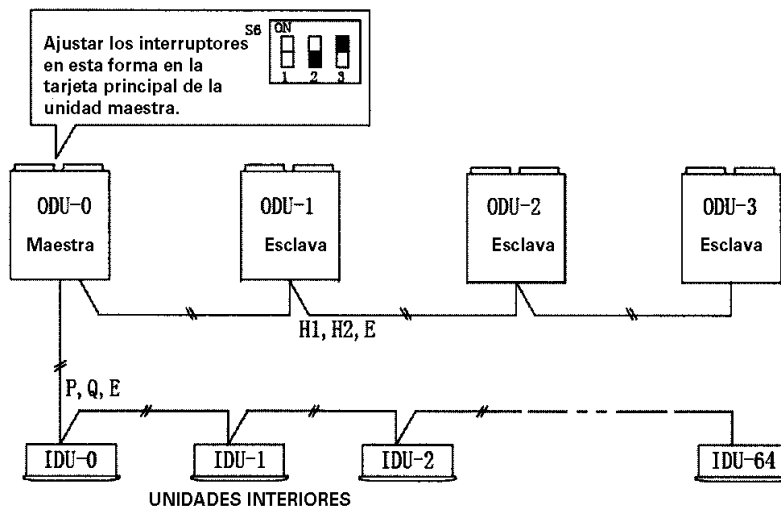 S6 ON
Ajustar los interruptores
en esta forma en la
tarjeta principal de la
unidad maestra.
1 2 3
ODU-0
Maestra
ODU-1
Esclava
ODU-2
Esclava
ODU-3
Esclava
H1, H2, E
P, Q, E
IDU-0
IDU-1
IDU-2
IDU-64
UNIDADES INTERIORES